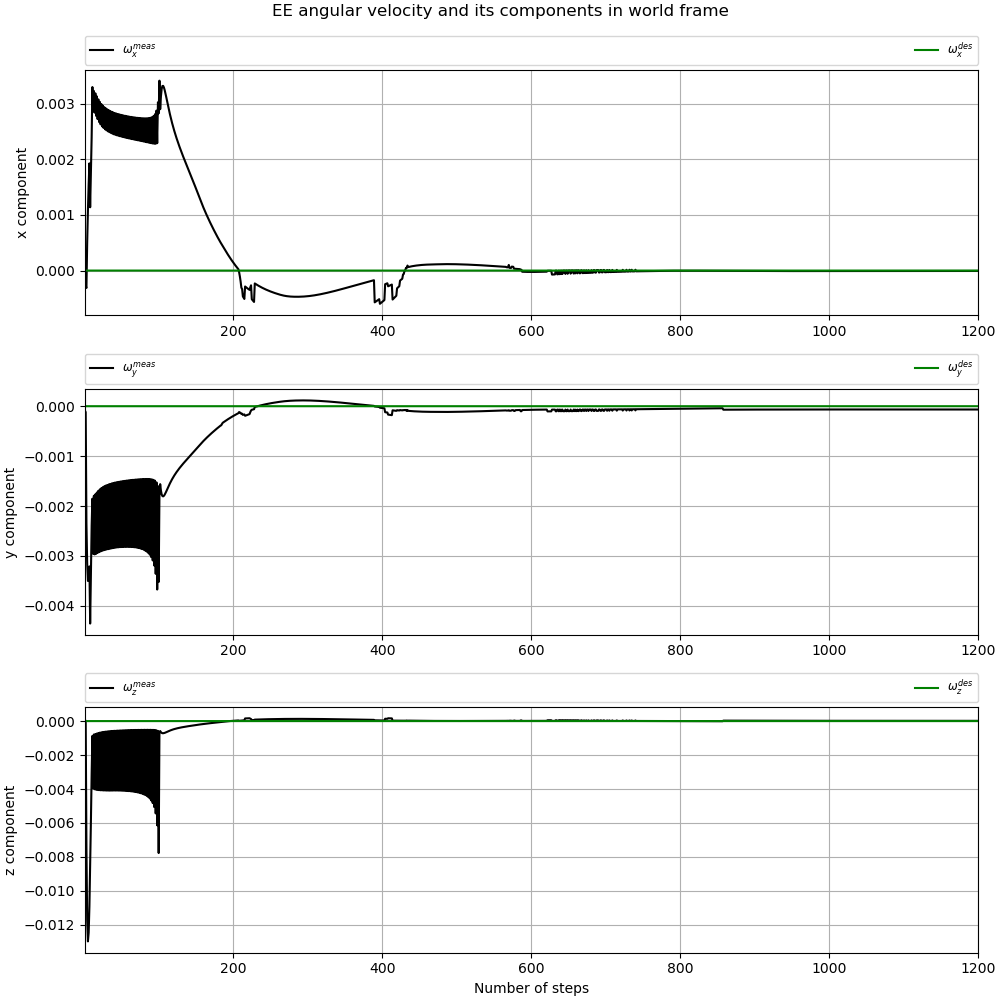 EE angular velocity and its components in world frame
ω_x^meas ω_x^des
0.003
0.002
0.001
0.000
x component
200 400 600 800 1000 1200
ω_y^meas ω_y^des
0.000
−0.001
−0.002
−0.003
−0.004
y component
200 400 600 800 1000 1200
ω_z^meas ω_z^des
0.000
−0.002
−0.004
−0.006
−0.008
−0.010
−0.012
z component
200 400 600 800 1000 1200
Number of steps